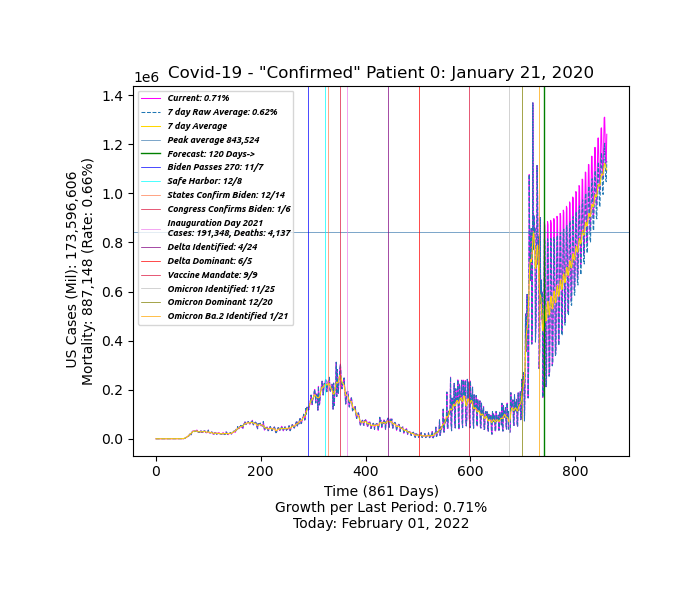 Covid-19 - "Confirmed" Patient 0: January 21, 2020
1e6
1.4
1.2
1.0
0.8
0.6
0.4
0.2
0.0
US Cases (Mil): 173,596,606
Mortality: 887,148 (Rate: 0.66%)
Current: 0.71%
7 day Raw Average: 0.62%
7 day Average
Peak average 843,524
Forecast: 120 Days->
Biden Passes 270: 11/7
Safe Harbor: 12/8
States Confirm Biden: 12/14
Congress Confirms Biden: 1/6
Inauguration Day 2021
Cases: 191,348, Deaths: 4,137
Delta Identified: 4/24
Delta Dominant: 6/5
Vaccine Mandate: 9/9
Omicron Identified: 11/25
Omicron Dominant 12/20
Omicron Ba.2 Identified 1/21
0 200 400 600 800
Time (861 Days)
Growth per Last Period: 0.71%
Today: February 01, 2022